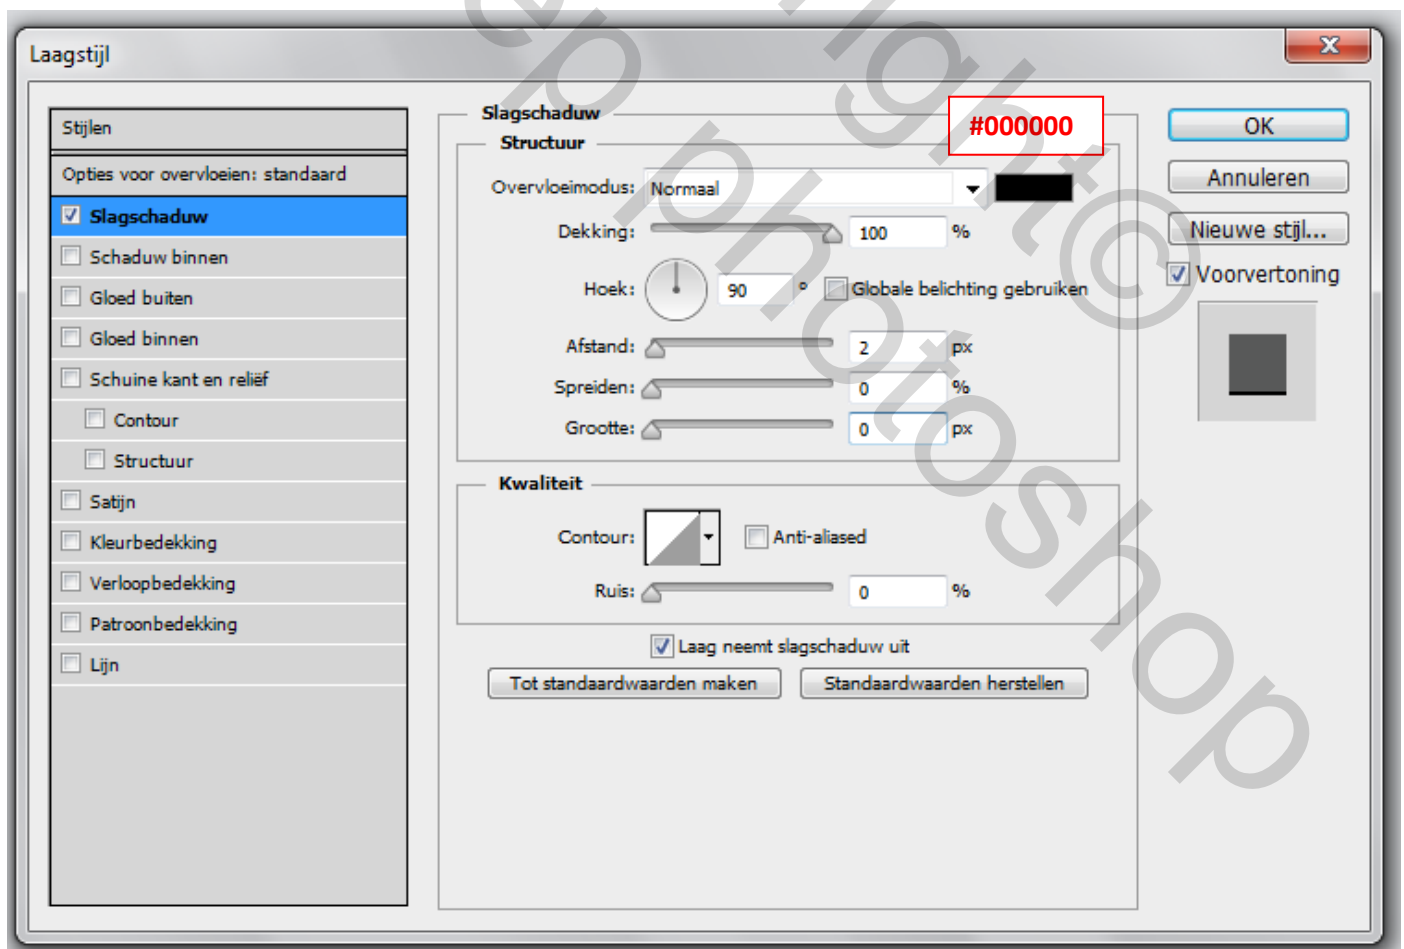 Laagstijl
Stijlen
Opties voor overvloeien: standaard
Slagschaduw
Schaduw binnen
Gloed buiten
Gloed binnen
Schuine kant en reliëf
Contour
Structuur
Satijn
Kleurbedekking
Verloopbedekking
Patroonbedekking
Lijn
Slagschaduw
#000000
Structuur
Overvloeimodus: Normaal
Dekking: 100 %
Hoek: 90 ° Globale belichting gebruiken
Afstand: 2 px
Spreiden: 0 %
Grootte: 0 px
Kwaliteit
Contour: Anti-aliased
Ruis: 0 %
Laag neemt slagschaduw uit
Tot standaardwaarden maken Standaardwaarden herstellen
OK
Annuleren
Nieuwe stijl...
Voorvertoning
right©
ep photoshop